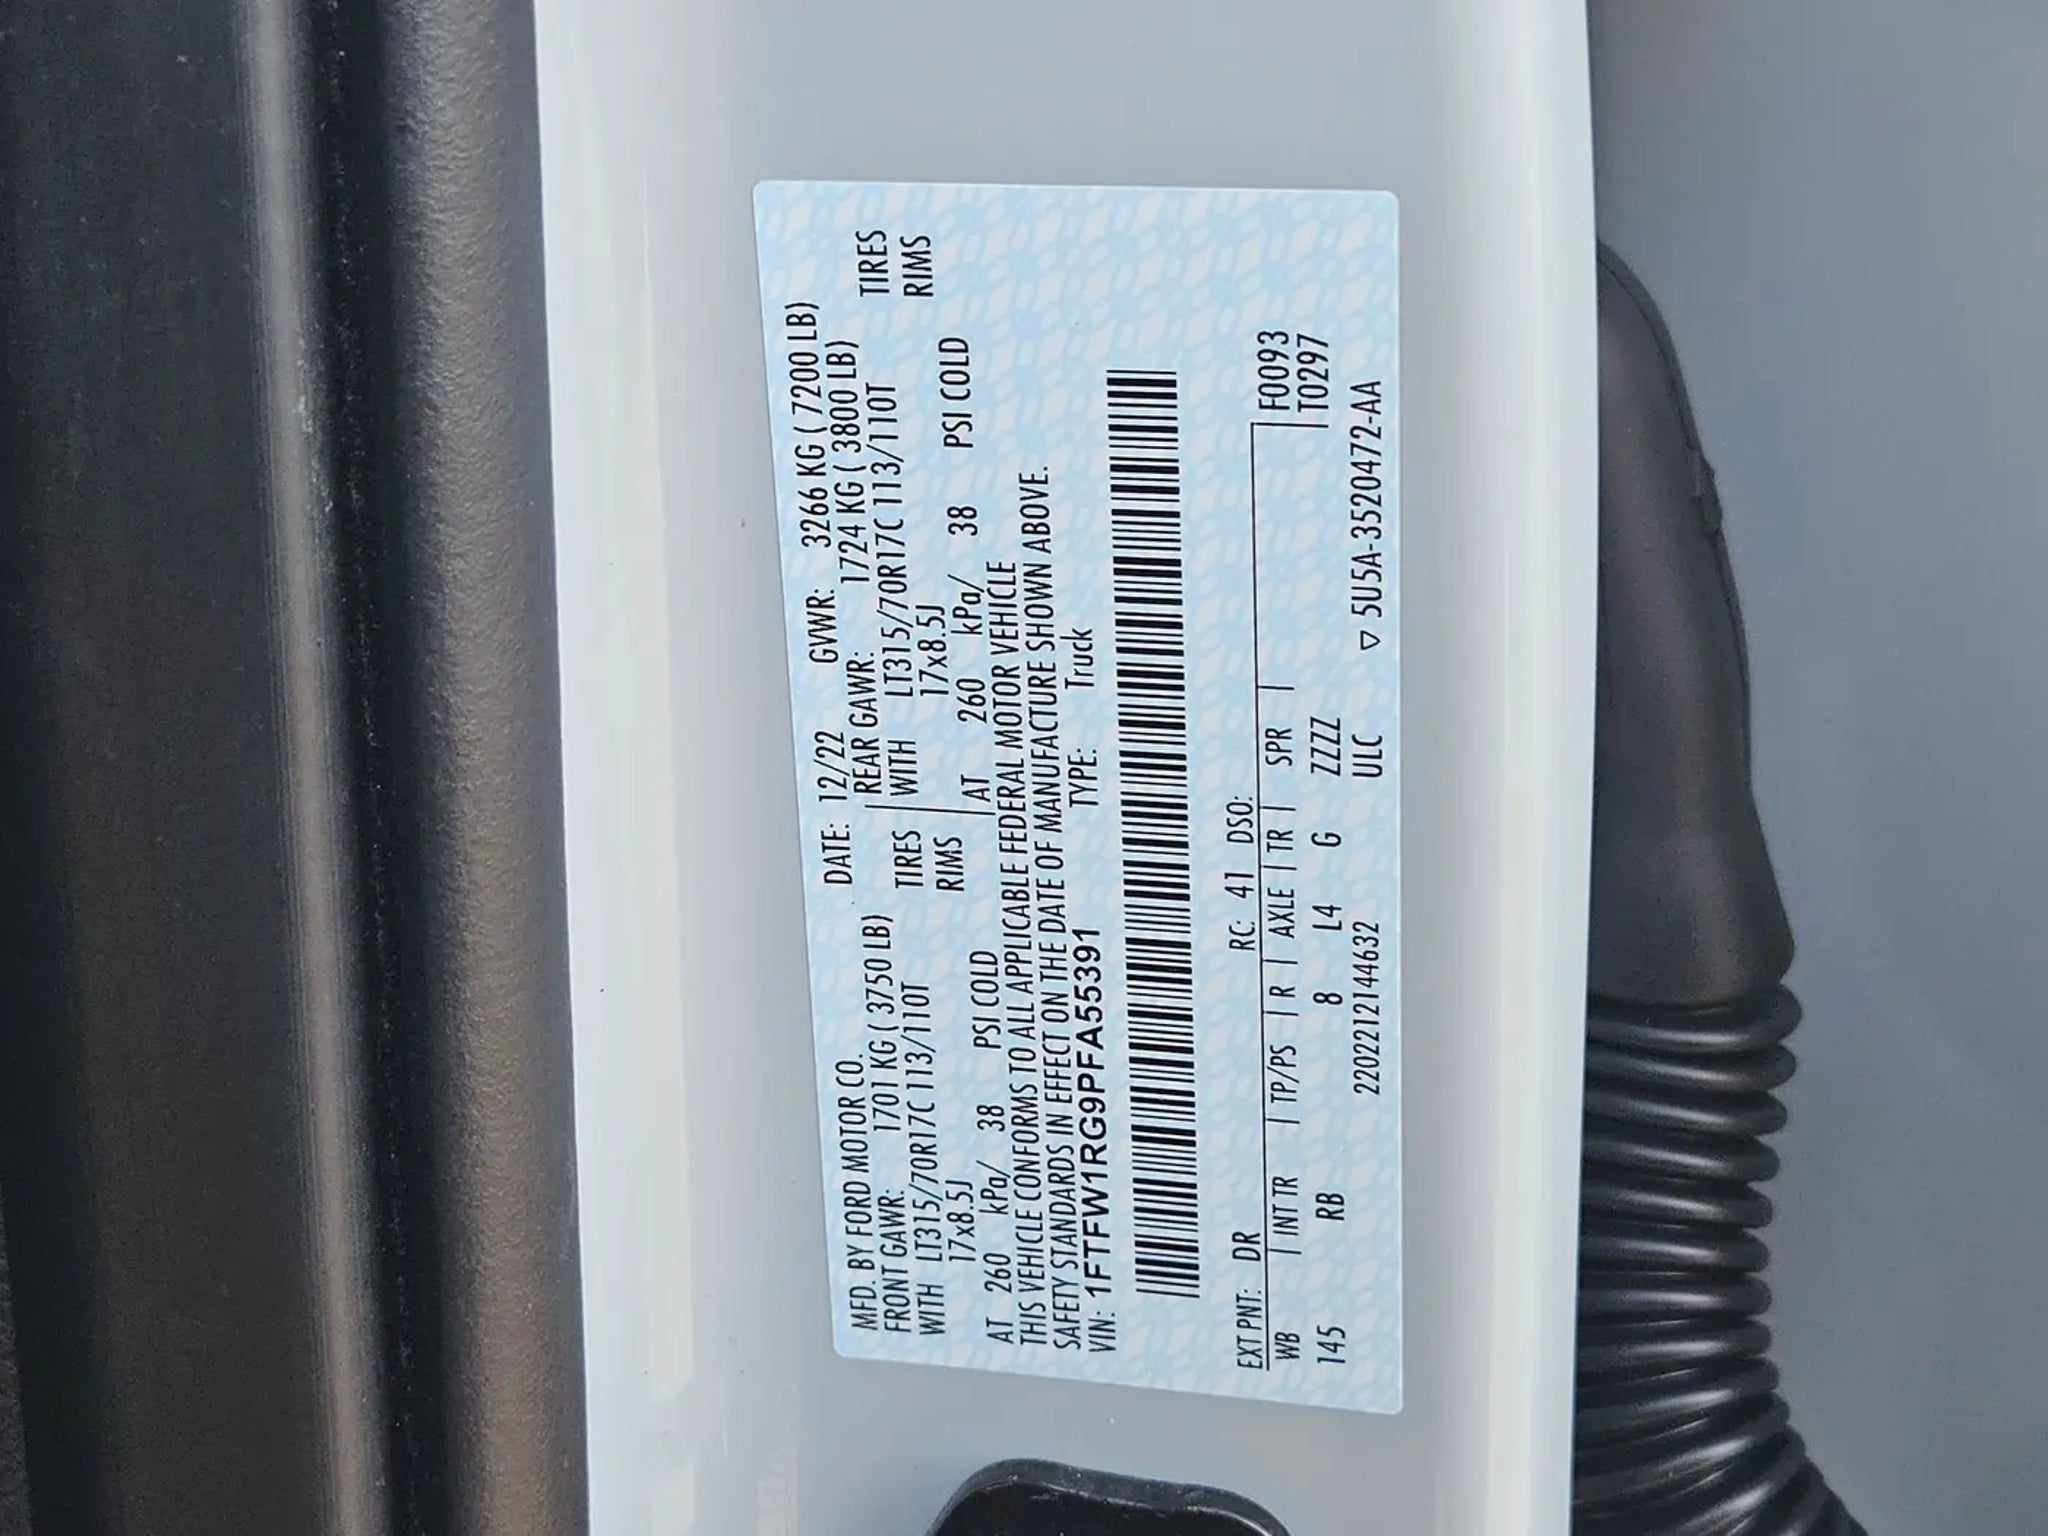 MFD. BY FORD MOTOR CO. DATE: 12/22 GVWR: 3266 KG ( 7200 LB)
FRONT GAWR: 1701 KG ( 3750 LB) REAR GAWR: 1724 KG ( 3800 LB)
WITH LT315/70R17C 113/110T TIRES WITH LT315/70R17C 113/110T TIRES
17x8.5J RIMS 17x8.5J RIMS
AT 260 kPa/ 38 PSI COLD AT 260 kPa/ 38 PSI COLD
THIS VEHICLE CONFORMS TO ALL APPLICABLE FEDERAL MOTOR VEHICLE
SAFETY STANDARDS IN EFFECT ON THE DATE OF MANUFACTURE SHOWN ABOVE.
VIN: 1FTFW1RG9PFA55391 TYPE: Truck
EXT PNT: DR RC: 41 DSO:
WB | INT TR | TP/PS | R | AXLE | TR | SPR | F0093
145 RB 8 L4 G ZZZZ T0297
22022121144632 ULC ▽ 5U5A-3520472-AA